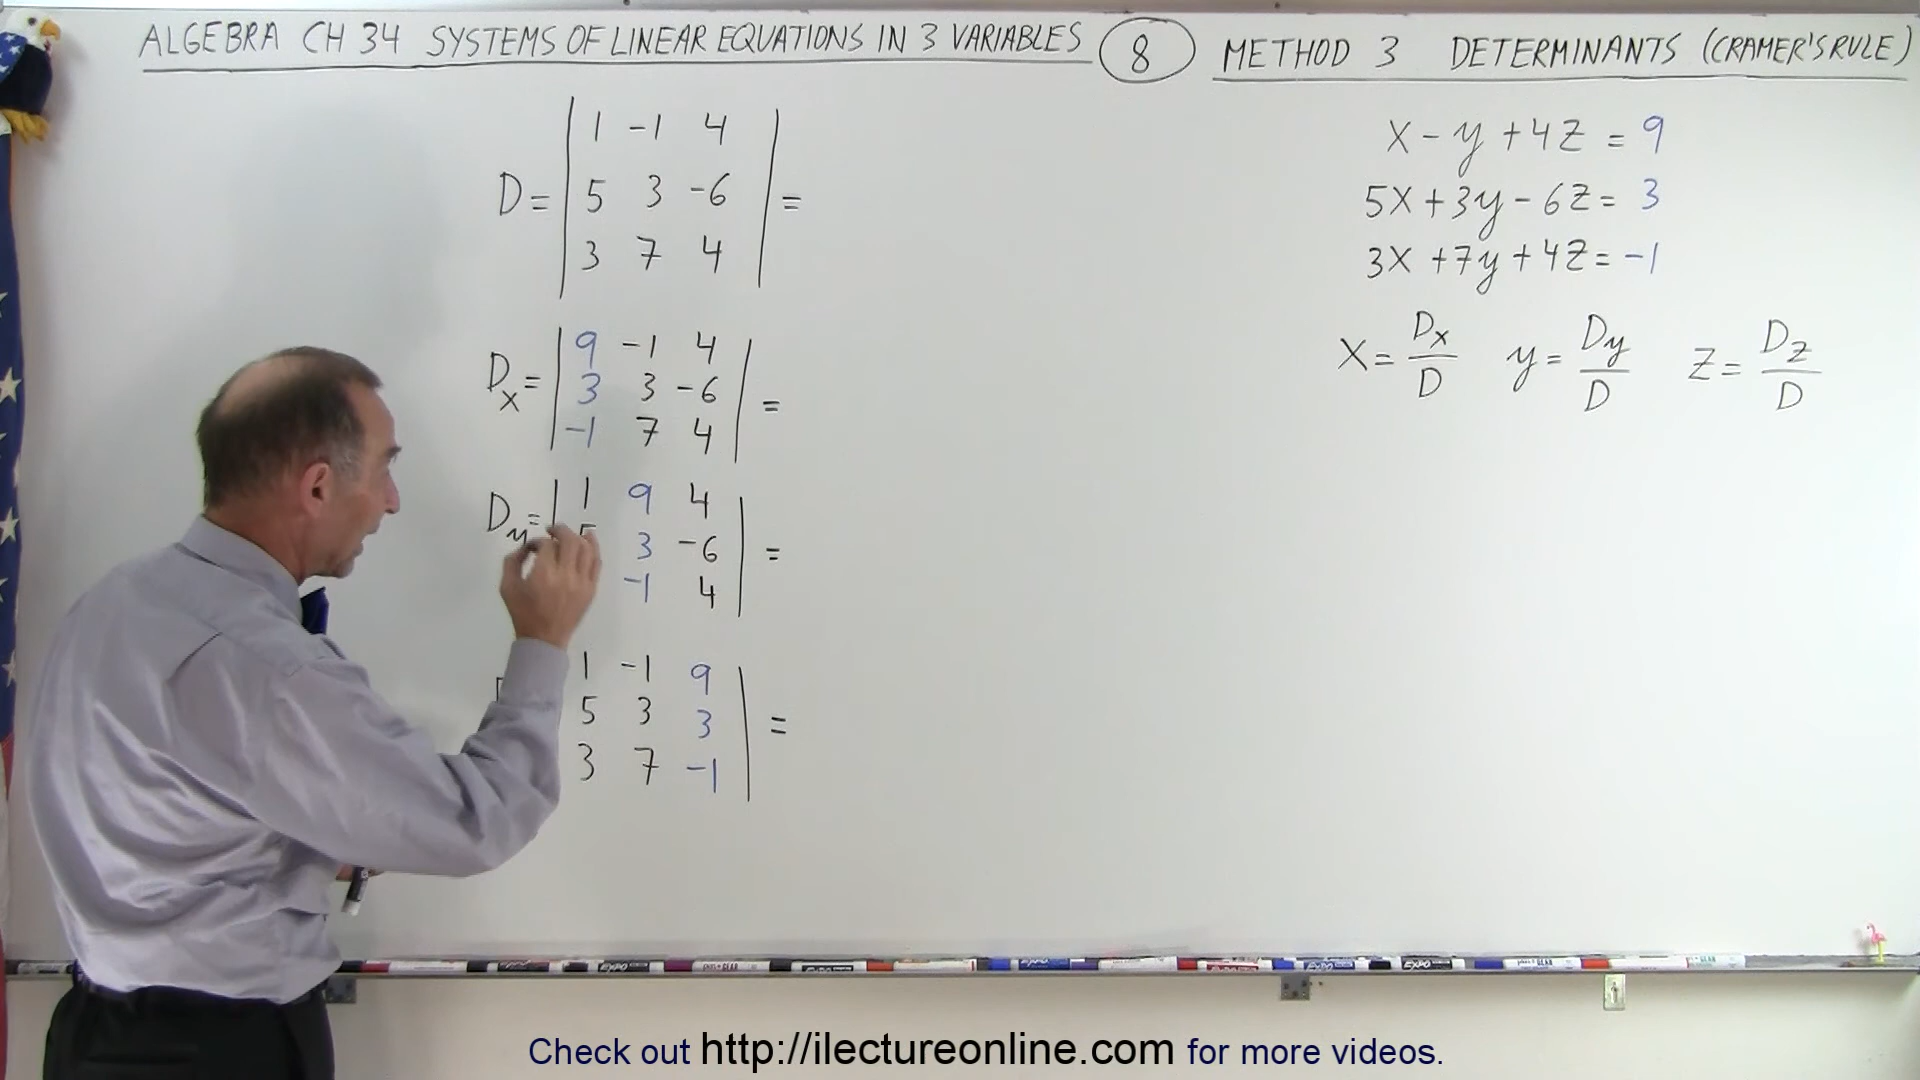 ALGEBRA CH 34 SYSTEMS OF LINEAR EQUATIONS IN 3 VARIABLES 8 METHOD 3 DETERMINANTS (CRAMER'S RULE)
1 -1 4
D = 5 3 -6 =
3 7 4
9 -1 4
Dx = 3 3 -6 =
-1 7 4
1 9 4
Dy = 5 3 -6 =
-1 4
1 -1 9
5 3 3 =
3 7 -1
x - y + 4z = 9
5x + 3y - 6z = 3
3x + 7y + 4z = -1
x = Dx/D y = Dy/D z = Dz/D
Check out http://ilectureonline.com for more videos.